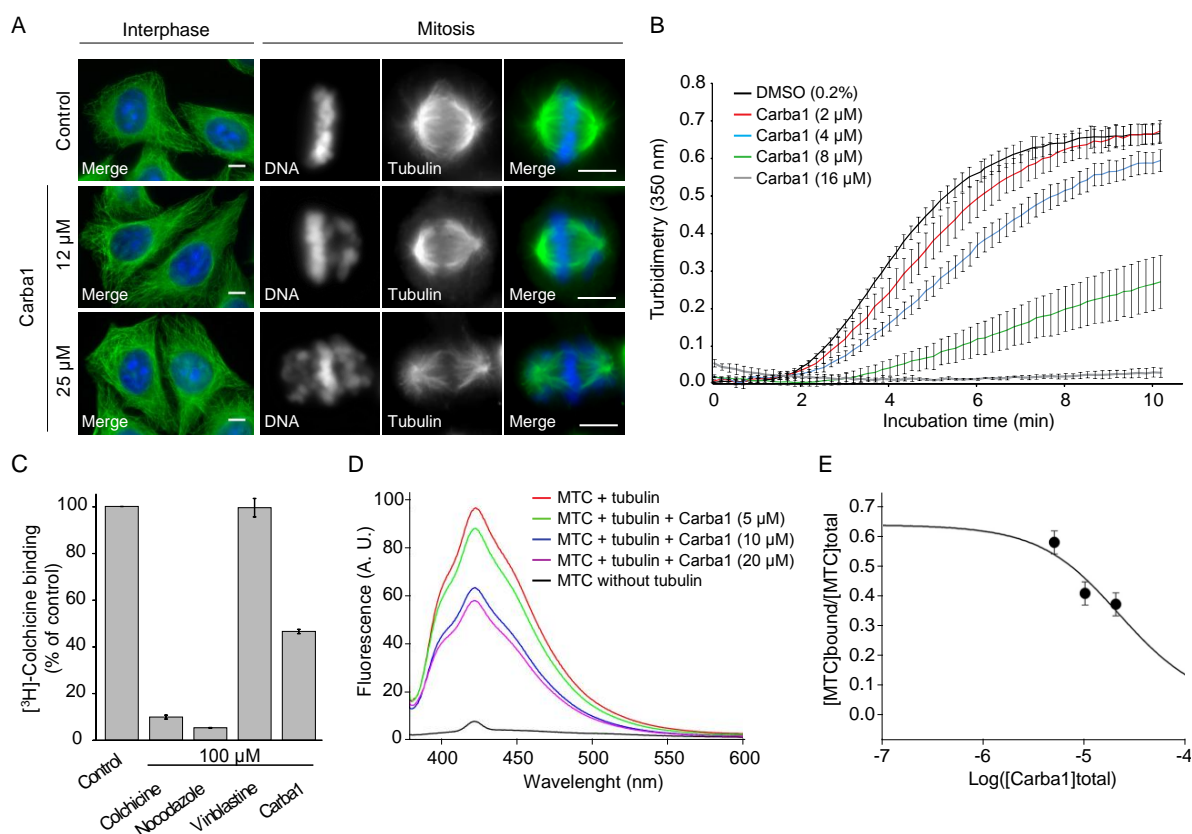 A
Interphase
Mitosis
Control
Merge
DNA
Tubulin
Merge
Carba1
12 µM
Merge
DNA
Tubulin
Merge
25 µM
Merge
DNA
Tubulin
Merge
B
DMSO (0.2%)
Carba1 (2 µM)
Carba1 (4 µM)
Carba1 (8 µM)
Carba1 (16 µM)
Turbidimetry (350 nm)
0.8
0.7
0.6
0.5
0.4
0.3
0.2
0.1
0.0
0 2 4 6 8 10
Incubation time (min)
C
[³H]-Colchicine binding
(% of control)
100
80
60
40
20
0
Control
Colchicine
Nocodazole
Vinblastine
Carba1
100 µM
D
MTC + tubulin
MTC + tubulin + Carba1 (5 µM)
MTC + tubulin + Carba1 (10 µM)
MTC + tubulin + Carba1 (20 µM)
MTC without tubulin
Fluorescence (A. U.)
100
80
60
40
20
0
400 450 500 550 600
Wavelenght (nm)
E
[MTC]bound/[MTC]total
0.7
0.6
0.5
0.4
0.3
0.2
0.1
0.0
-7 -6 -5 -4
Log([Carba1]total)